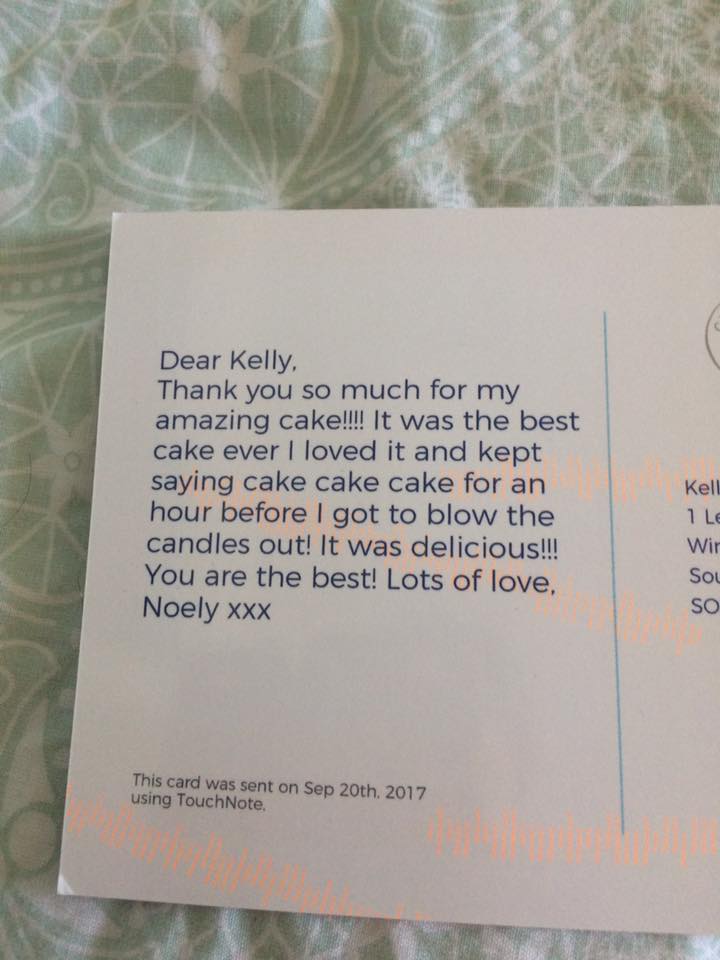 Dear Kelly,
Thank you so much for my
amazing cake!!!! It was the best
cake ever I loved it and kept
saying cake cake cake for an
hour before I got to blow the
candles out! It was delicious!!!
You are the best! Lots of love,
Noely xxx
This card was sent on Sep 20th, 2017
using TouchNote.
Kell
1 Le
Win
Sou
SO